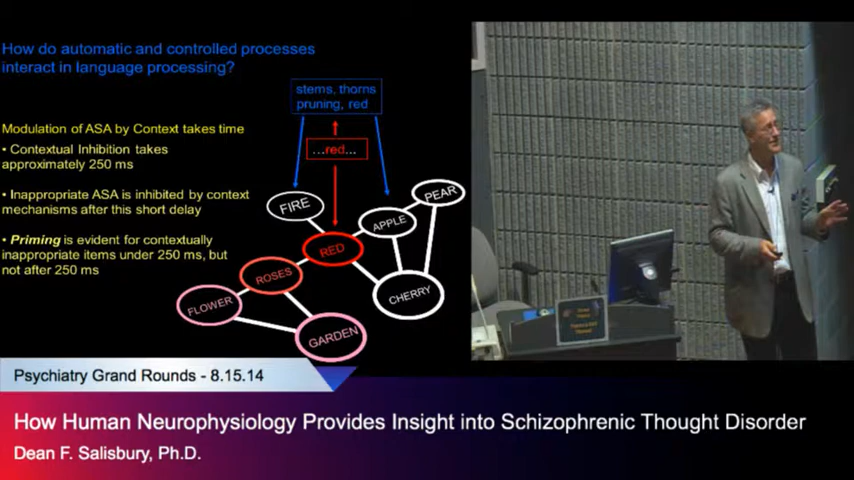 How do automatic and controlled processes
interact in language processing?
stems, thorns
pruning, red
...red...
Modulation of ASA by Context takes time
• Contextual Inhibition takes
approximately 250 ms
• Inappropriate ASA is inhibited by context
mechanisms after this short delay
• Priming is evident for contextually
inappropriate items under 250 ms, but
not after 250 ms
FIRE
APPLE
PEAR
RED
ROSES
CHERRY
FLOWER
GARDEN
Psychiatry Grand Rounds - 8.15.14
How Human Neurophysiology Provides Insight into Schizophrenic Thought Disorder
Dean F. Salisbury, Ph.D.